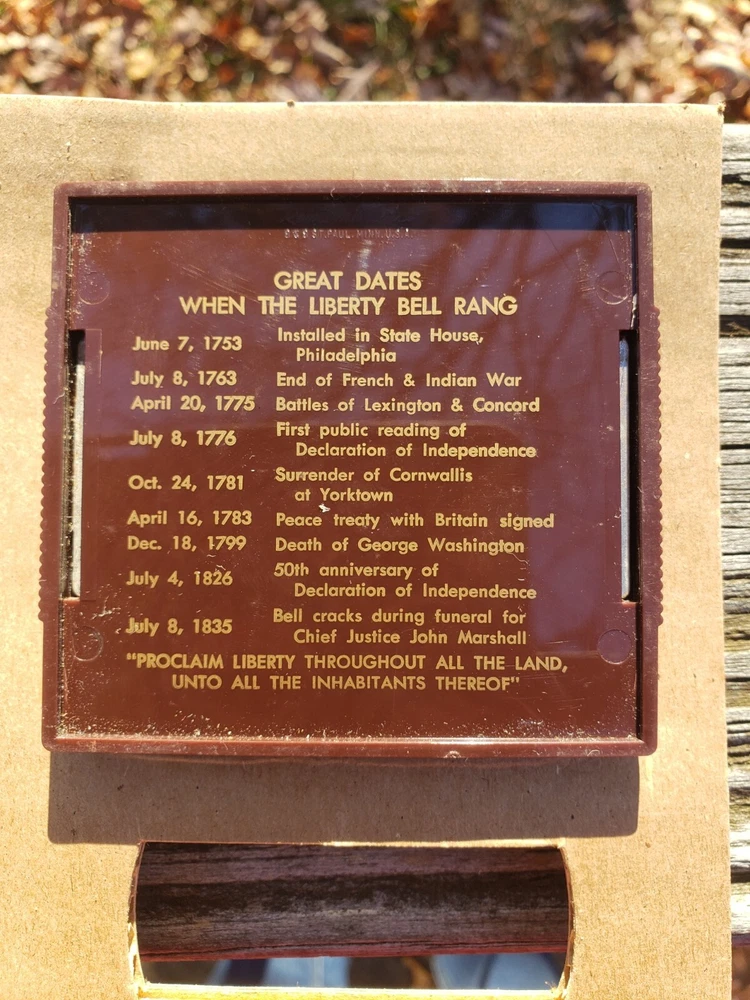 B & B ST. PAUL, MINN. U.S.A.
GREAT DATES
WHEN THE LIBERTY BELL RANG
June 7, 1753 Installed in State House,
Philadelphia
July 8, 1763 End of French & Indian War
April 20, 1775 Battles of Lexington & Concord
July 8, 1776 First public reading of
Declaration of Independence
Oct. 24, 1781 Surrender of Cornwallis
at Yorktown
April 16, 1783 Peace treaty with Britain signed
Dec. 18, 1799 Death of George Washington
July 4, 1826 50th anniversary of
Declaration of Independence
July 8, 1835 Bell cracks during funeral for
Chief Justice John Marshall
"PROCLAIM LIBERTY THROUGHOUT ALL THE LAND,
UNTO ALL THE INHABITANTS THEREOF"